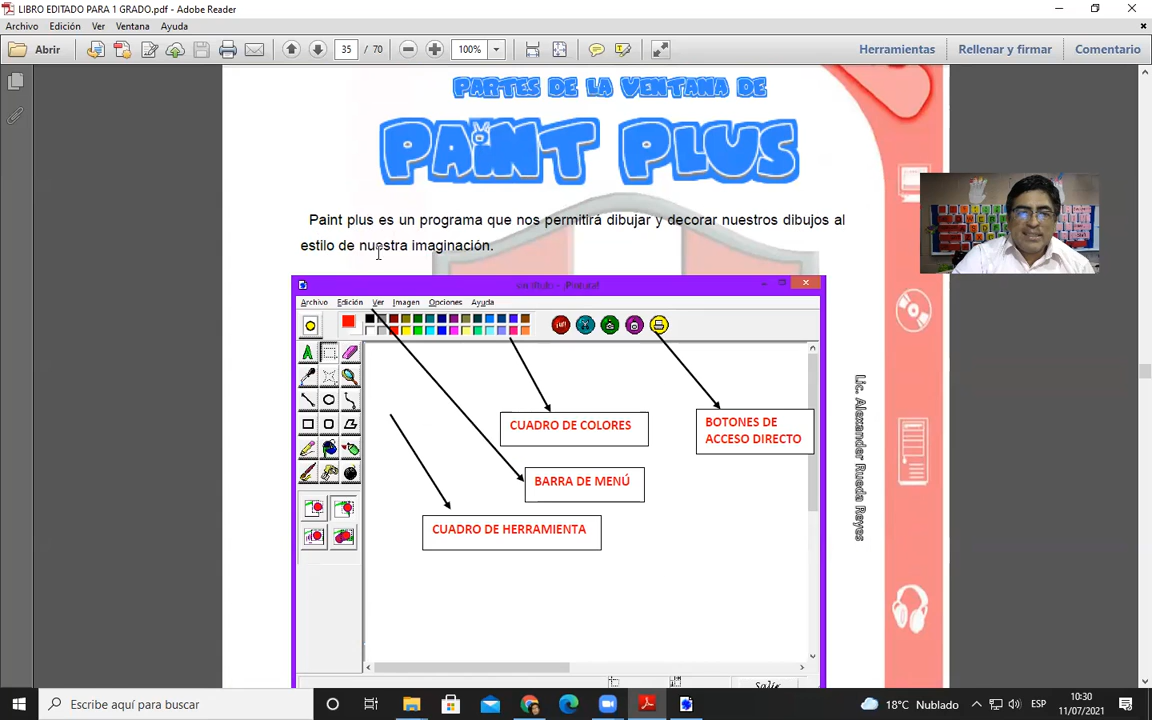 LIBRO EDITADO PARA 1 GRADO.pdf - Adobe Reader
Archivo Edición Ver Ventana Ayuda
Abrir 35 / 70 100% Herramientas Rellenar y firmar Comentario
PARTES DE LA VENTANA DE
PAINT PLUS
Paint plus es un programa que nos permitirá dibujar y decorar nuestros dibujos al
estilo de nuestra imaginación.
sin título - ¡Pintura!
Archivo Edición Ver Imagen Opciones Ayuda
CUADRO DE COLORES
BOTONES DE
ACCESO DIRECTO
BARRA DE MENÚ
CUADRO DE HERRAMIENTA
Salir
Lic. Alexander Rueda Reyes
Escribe aquí para buscar
18°C Nublado
ESP
10:30
11/07/2021